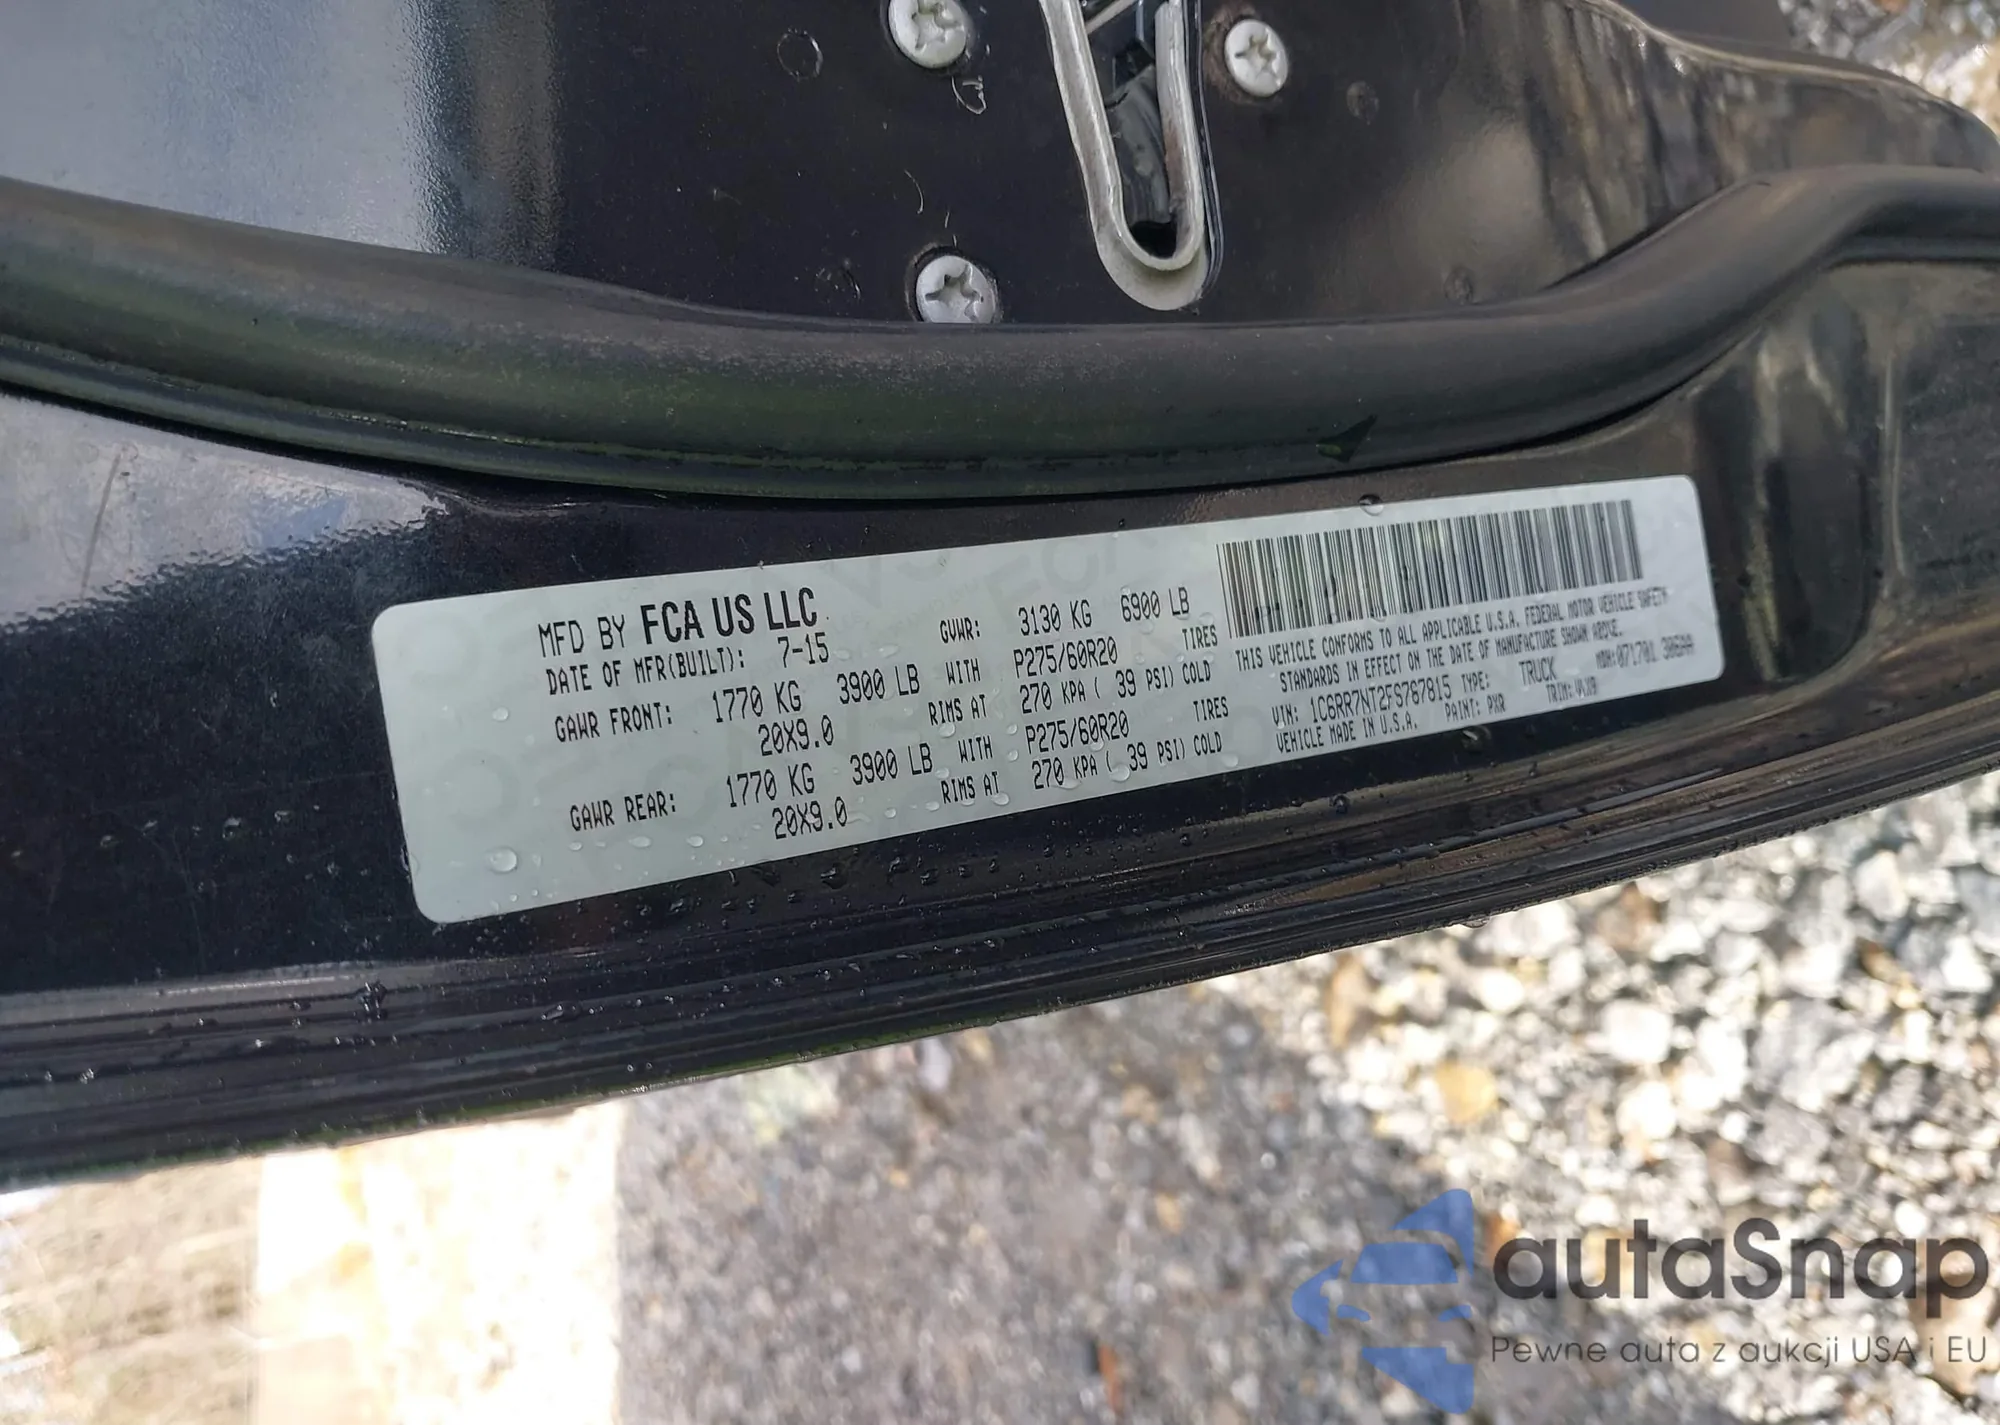 MFD BY FCA US LLC
DATE OF MFR(BUILT): 7-15 GVWR: 3130 KG 6900 LB
GAWR FRONT: 1770 KG 3900 LB WITH P275/60R20 TIRES
20X9.0 RIMS AT 270 KPA ( 39 PSI) COLD
GAWR REAR: 1770 KG 3900 LB WITH P275/60R20 TIRES
20X9.0 RIMS AT 270 KPA ( 39 PSI) COLD
THIS VEHICLE CONFORMS TO ALL APPLICABLE U.S.A. FEDERAL MOTOR VEHICLE SAFETY
STANDARDS IN EFFECT ON THE DATE OF MANUFACTURE SHOWN ABOVE.
VIN: 1C6RR7NT2FS767815 TYPE: TRUCK MDH:
VEHICLE MADE IN U.S.A. PAINT: PXR TRIM:
autaSnap
Pewne auta z aukcji USA i EU